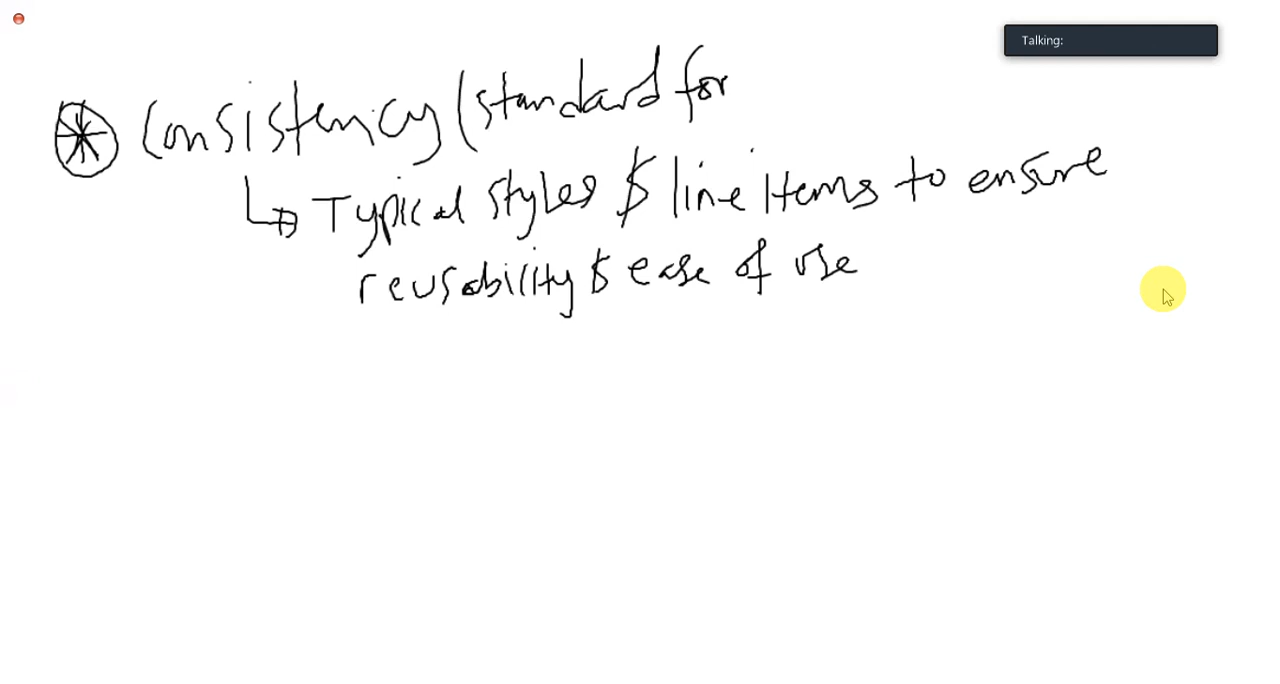 Talking:
Consistency (standard for
Typical styles & line items to ensure
reusability & ease of use